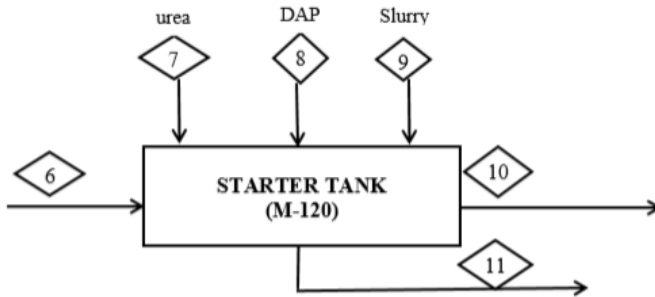 urea DAP Slurry
7 8 9
6
10
STARTER TANK
(M-120)
11